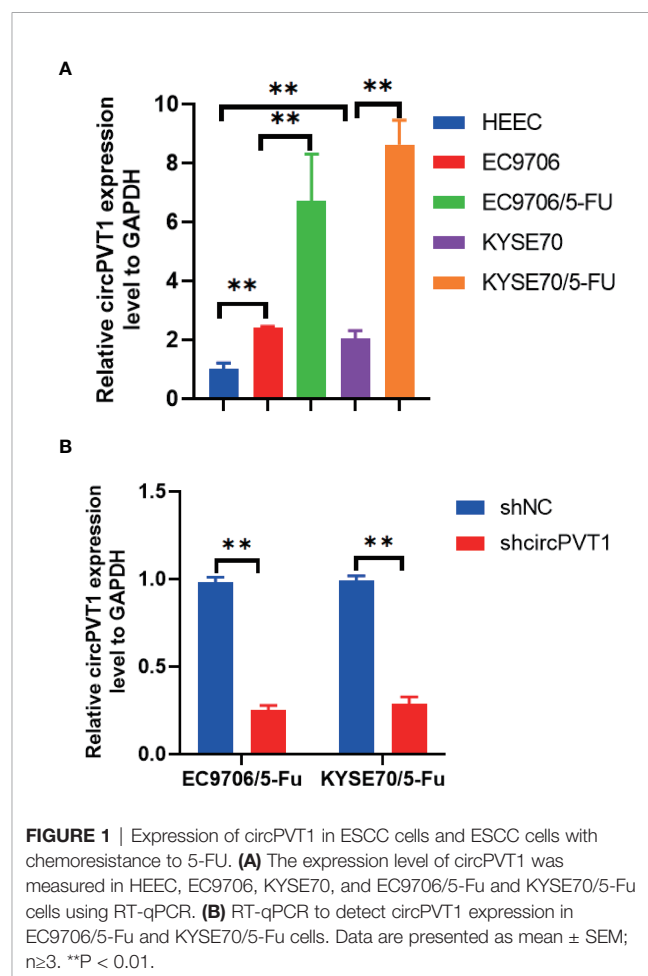 A
**
**
**
**
Relative circPVT1 expression
level to GAPDH
10
8
6
4
2
0
HEEC
EC9706
EC9706/5-FU
KYSE70
KYSE70/5-FU
B
Relative circPVT1 expression
level to GAPDH
1.5
1.0
0.5
0.0
**
**
shNC
shcircPVT1
EC9706/5-Fu
KYSE70/5-Fu
FIGURE 1 | Expression of circPVT1 in ESCC cells and ESCC cells with
chemoresistance to 5-FU. (A) The expression level of circPVT1 was
measured in HEEC, EC9706, KYSE70, and EC9706/5-Fu and KYSE70/5-Fu
cells using RT-qPCR. (B) RT-qPCR to detect circPVT1 expression in
EC9706/5-Fu and KYSE70/5-Fu cells. Data are presented as mean ± SEM;
n≥3. **P < 0.01.